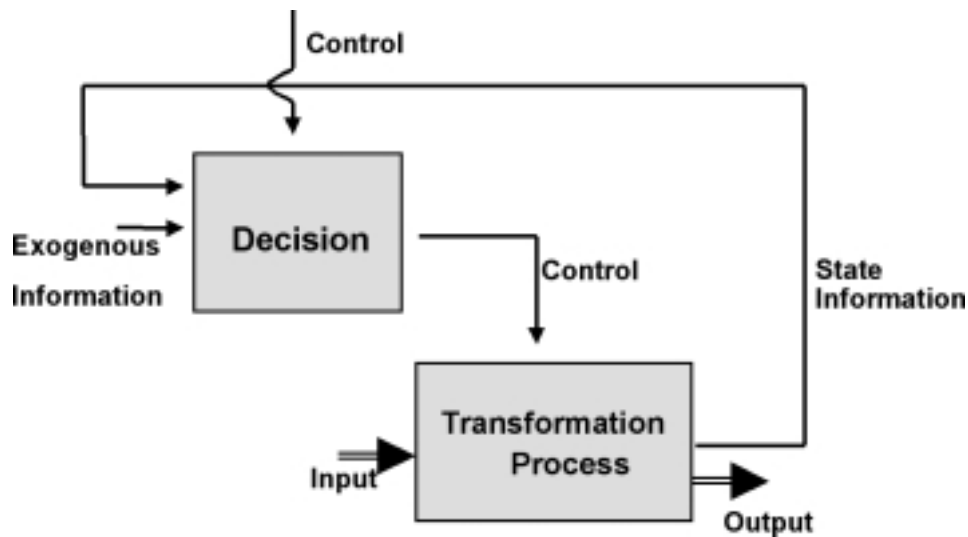 Control
Decision
Exogenous
Information
Control
State
Information
Transformation
Process
Input
Output